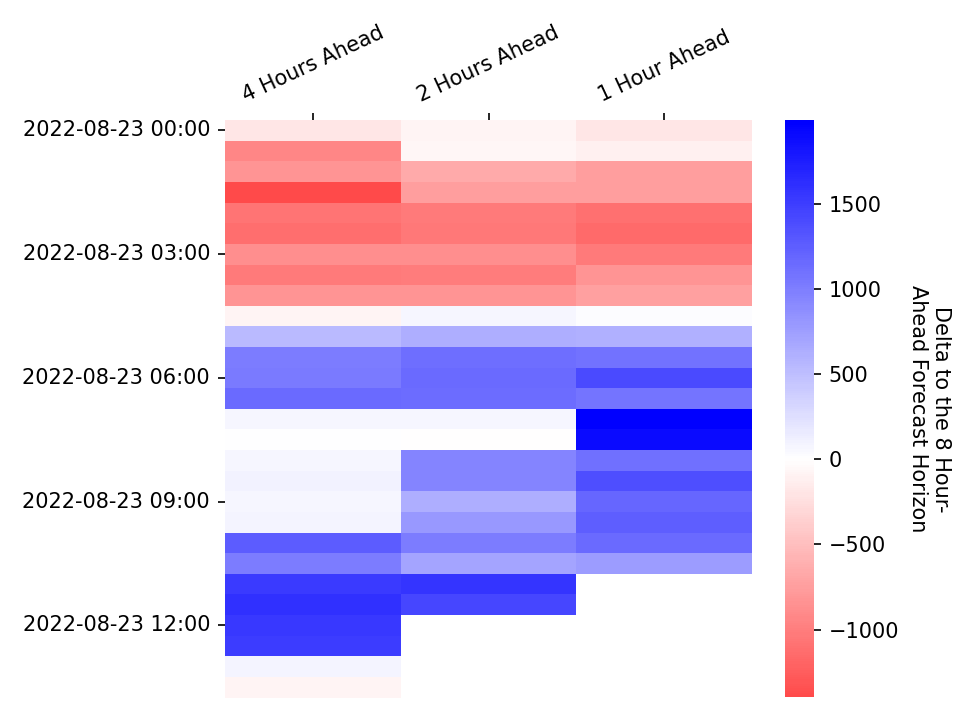 4 Hours Ahead
2 Hours Ahead
1 Hour Ahead
2022-08-23 00:00
2022-08-23 03:00
2022-08-23 06:00
2022-08-23 09:00
2022-08-23 12:00
1500
1000
500
0
−500
−1000
Delta to the 8 Hour-
Ahead Forecast Horizon